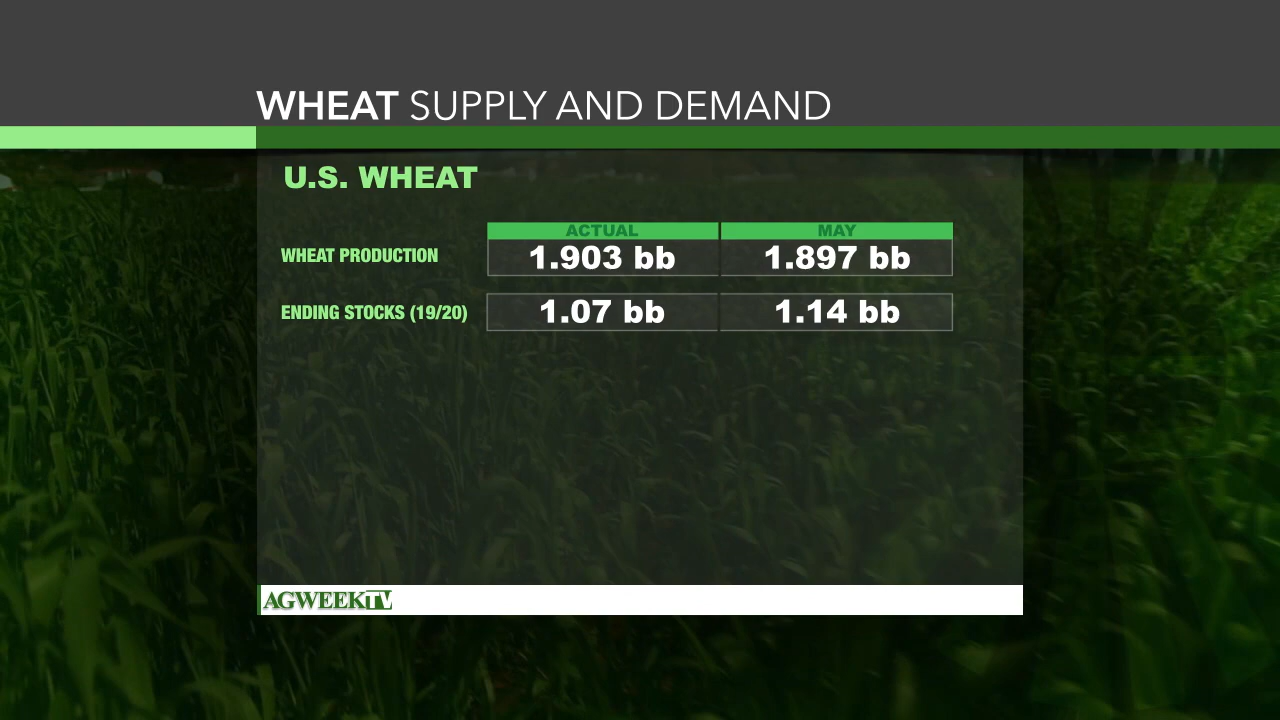 WHEAT SUPPLY AND DEMAND
U.S. WHEAT
ACTUAL MAY
WHEAT PRODUCTION 1.903 bb 1.897 bb
ENDING STOCKS (19/20) 1.07 bb 1.14 bb
AGWEEKTV